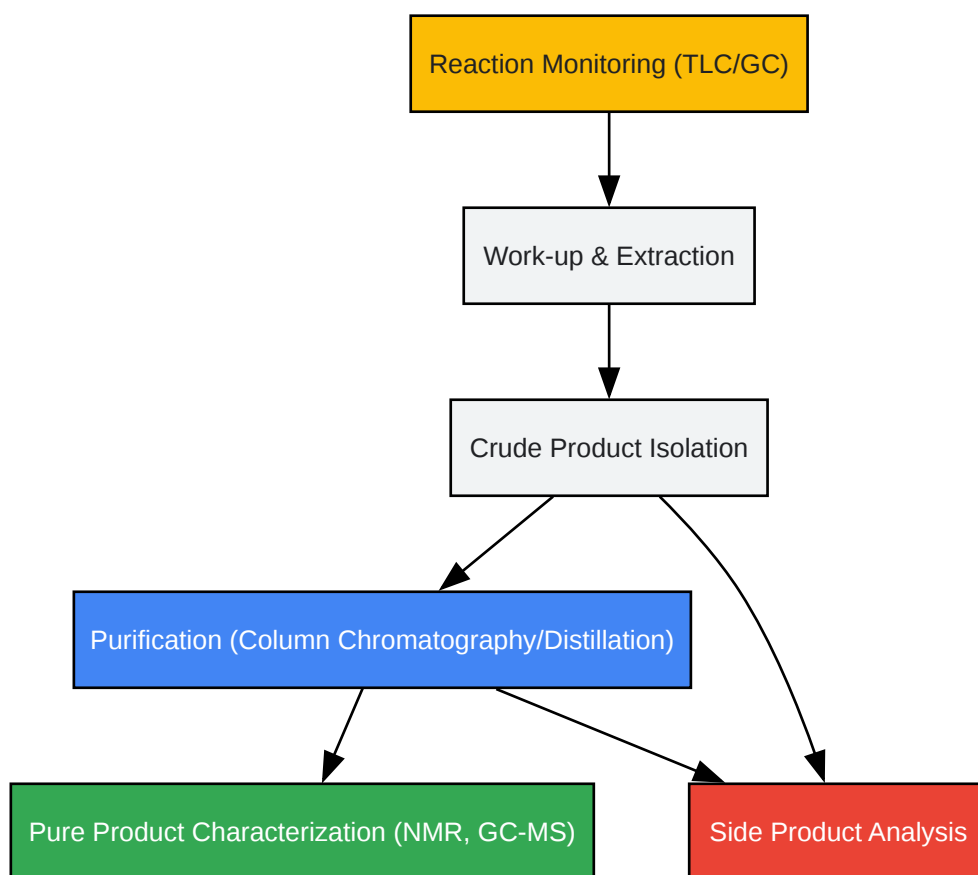 Reaction Monitoring (TLC/GC)
Work-up & Extraction
Crude Product Isolation
Purification (Column Chromatography/Distillation)
Pure Product Characterization (NMR, GC-MS)
Side Product Analysis